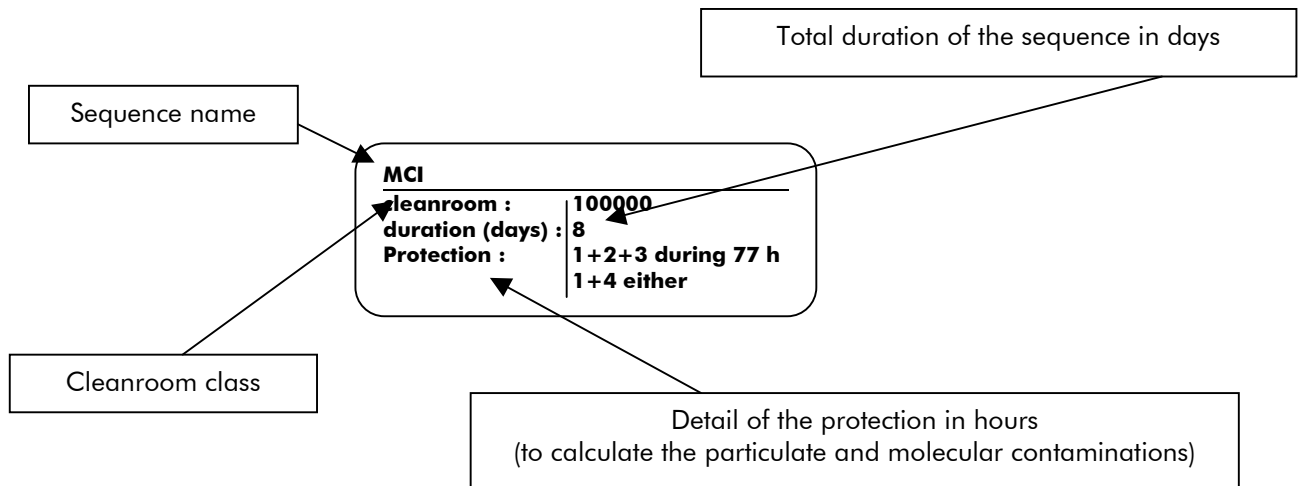 Total duration of the sequence in days
Sequence name
MCI
cleanroom : 100000
duration (days) : 8
Protection : 1+2+3 during 77 h
1+4 either
Cleanroom class
Detail of the protection in hours
(to calculate the particulate and molecular contaminations)